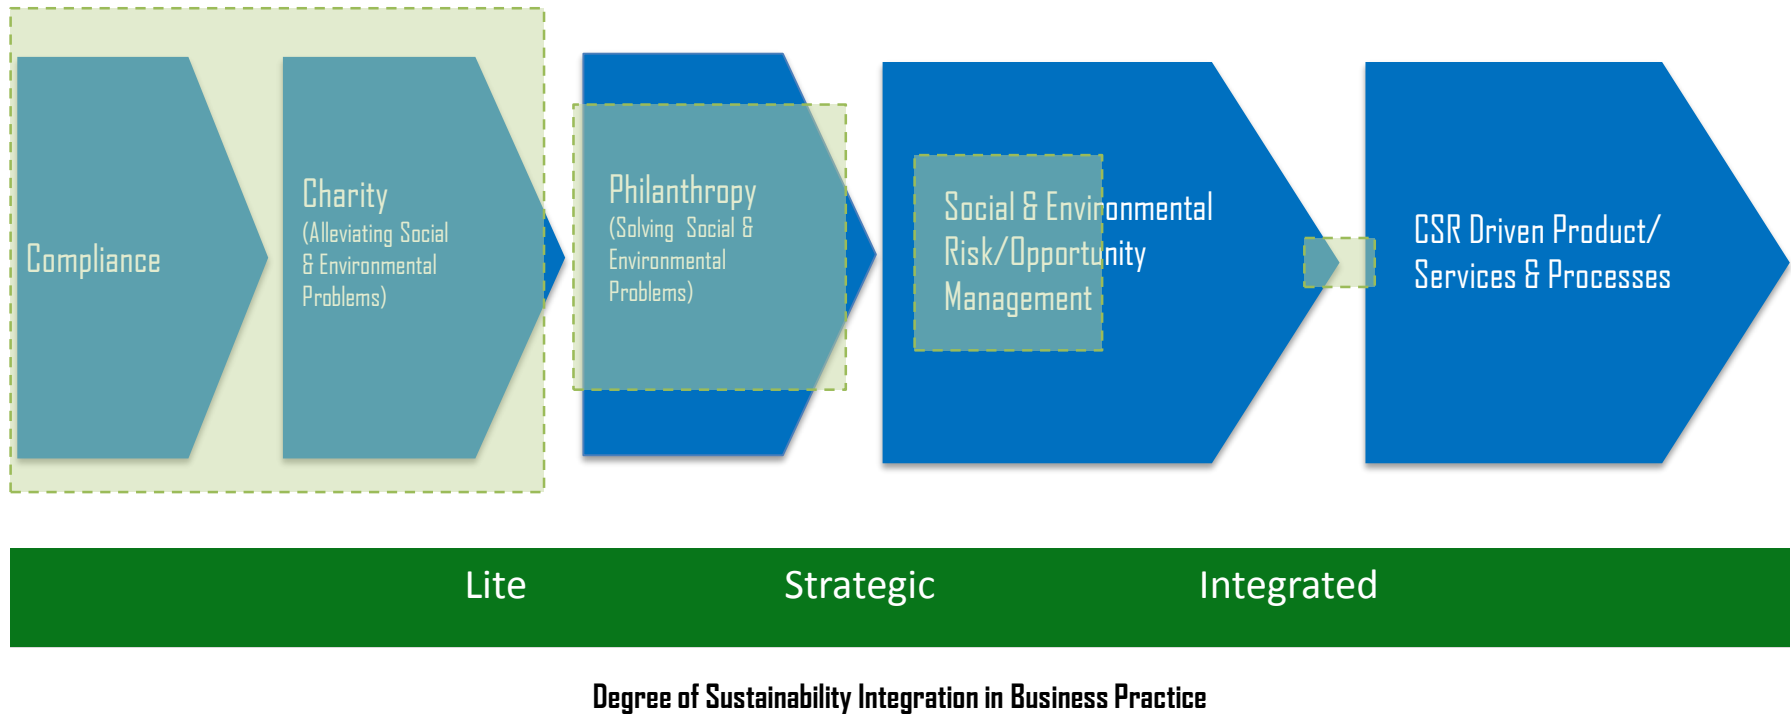 Compliance
Charity
(Alleviating Social
& Environmental
Problems)
Philanthropy
(Solving Social &
Environmental
Problems)
Social & Environmental
Risk/Opportunity
Management
CSR Driven Product/
Services & Processes
Lite
Strategic
Integrated
Degree of Sustainability Integration in Business Practice